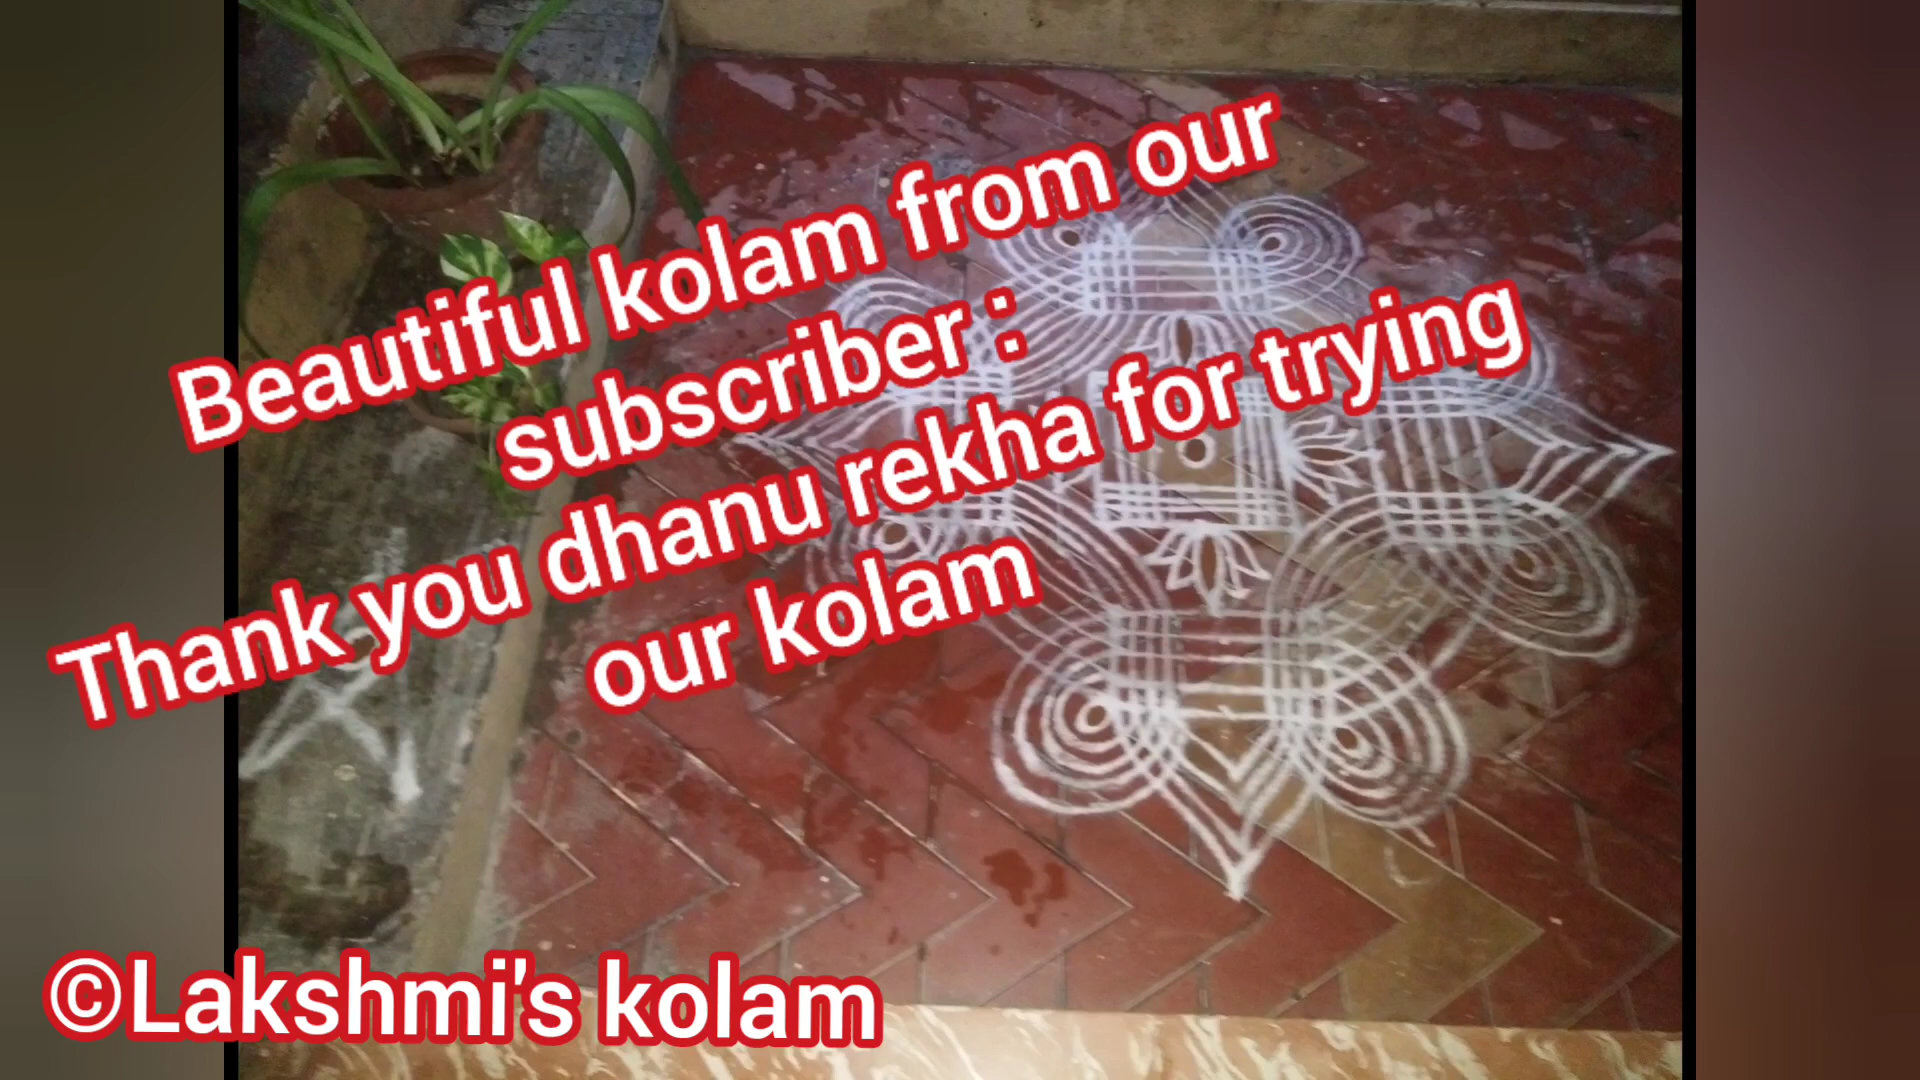 Beautiful kolam from our
subscriber :
Thank you dhanu rekha for trying
our kolam
©Lakshmi's kolam